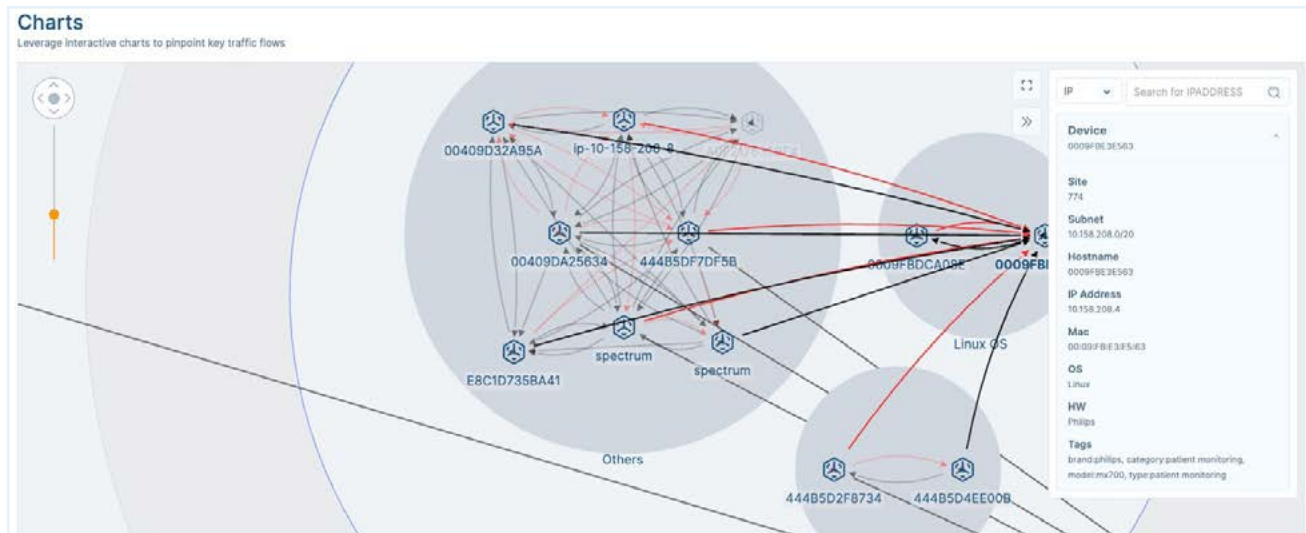 Charts
Leverage interactive charts to pinpoint key traffic flows
IP
Search for IPADDRESS
Device
0009FBE3E563
Site
774
Subnet
10.158.208.0/20
Hostname
0009FBE3E563
IP Address
10.158.208.4
Mac
00:09:FB:E3:E5:63
OS
Linux
HW
Philips
Tags
brand:philips, category:patient monitoring,
model:mx700, type:patient monitoring
00409D32A95A
ip-10-158-208-8
00409DA25634
444B5DF7DF5B
0009FBDCA08E
0009FBE
Linux OS
spectrum
spectrum
E8C1D735BA41
Others
444B5D2F8734
444B5D4EE00B